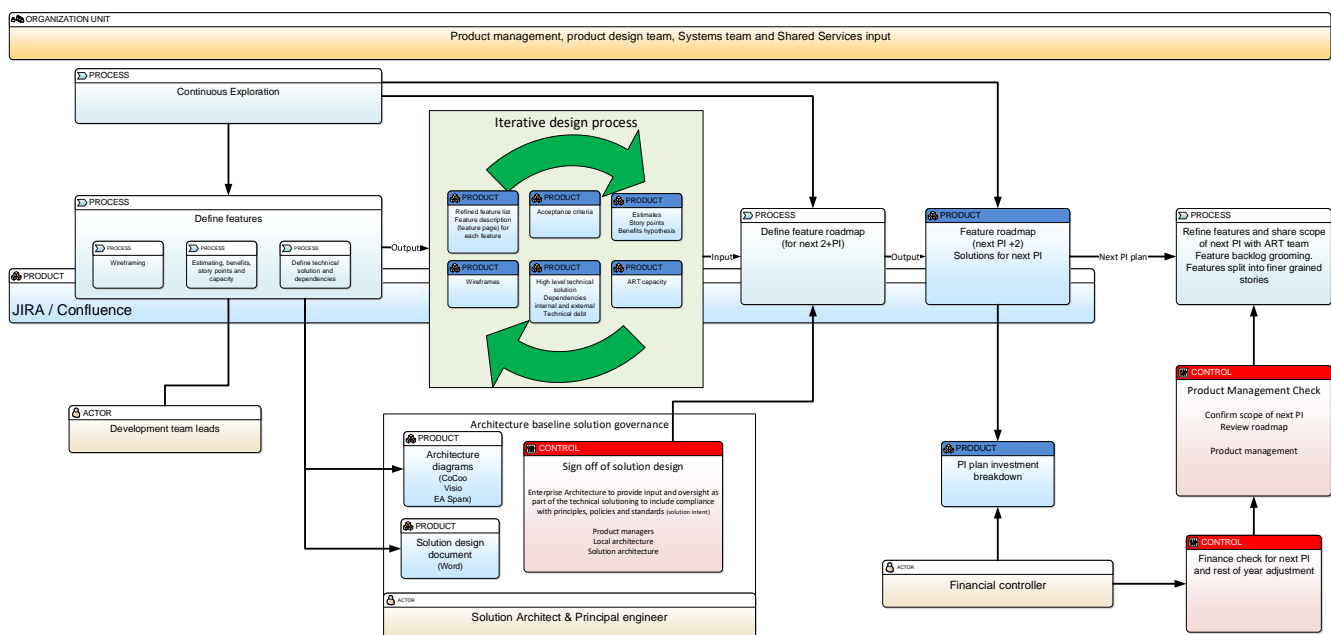 ORGANIZATION UNIT
Product management, product design team, Systems team and Shared Services input
PROCESS
Continuous Exploration
Iterative design process
PRODUCT
Refined feature list
Feature description
(feature page) for
each feature
PRODUCT
Acceptance criteria
PRODUCT
Estimates
Story points
Benefits hypothesis
PRODUCT
Wireframes
PRODUCT
High level technical
solution
Dependencies
internal and external
Technical debt
PRODUCT
ART capacity
PROCESS
Define features
PROCESS
Wireframing
PROCESS
Estimating, benefits,
story points and
capacity
PROCESS
Define technical
solution and
dependencies
Output
Input
PROCESS
Define feature roadmap
(for next 2+PI)
Output
PRODUCT
Feature roadmap
(next PI +2)
Solutions for next PI
Next PI plan
PROCESS
Refine features and share scope
of next PI with ART team
Feature backlog grooming.
Features split into finer grained
stories
PRODUCT
JIRA / Confluence
ACTOR
Development team leads
Architecture baseline solution governance
PRODUCT
Architecture
diagrams
(CoCoo
Visio
EA Sparx)
PRODUCT
Solution design
document
(Word)
CONTROL
Sign off of solution design
Enterprise Architecture to provide input and oversight as
part of the technical solutioning to include compliance
with principles, policies and standards (solution intent)
Product managers
Local architecture
Solution architecture
ACTOR
Solution Architect & Principal engineer
PRODUCT
PI plan investment
breakdown
ACTOR
Financial controller
CONTROL
Product Management Check
Confirm scope of next PI
Review roadmap
Product management
CONTROL
Finance check for next PI
and rest of year adjustment